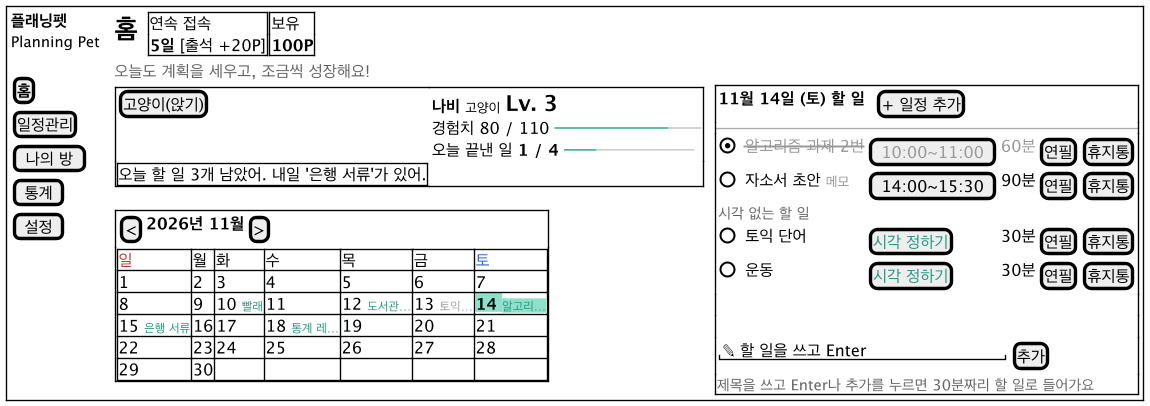 플래닝펫
Planning Pet
홈
일정관리
나의 방
통계
설정
홈
연속 접속
5일 [출석 +20P]
보유
100P
오늘도 계획을 세우고, 조금씩 성장해요!
고양이(앉기)
나비 고양이 Lv. 3
경험치 80 / 110
오늘 끝낸 일 1 / 4
오늘 할 일 3개 남았어. 내일 '은행 서류'가 있어.
< 2026년 11월 >
일 월 화 수 목 금 토
1 2 3 4 5 6 7
8 9 10 빨래 11 12 도서관… 13 토익… 14 알고리…
15 은행 서류 16 17 18 통계 레… 19 20 21
22 23 24 25 26 27 28
29 30
11월 14일 (토) 할 일 + 일정 추가
알고리즘 과제 2번 10:00~11:00 60분 연필 휴지통
자소서 초안 메모 14:00~15:30 90분 연필 휴지통
시각 없는 할 일
토익 단어 시각 정하기 30분 연필 휴지통
운동 시각 정하기 30분 연필 휴지통
✎ 할 일을 쓰고 Enter 추가
제목을 쓰고 Enter나 추가를 누르면 30분짜리 할 일로 들어가요